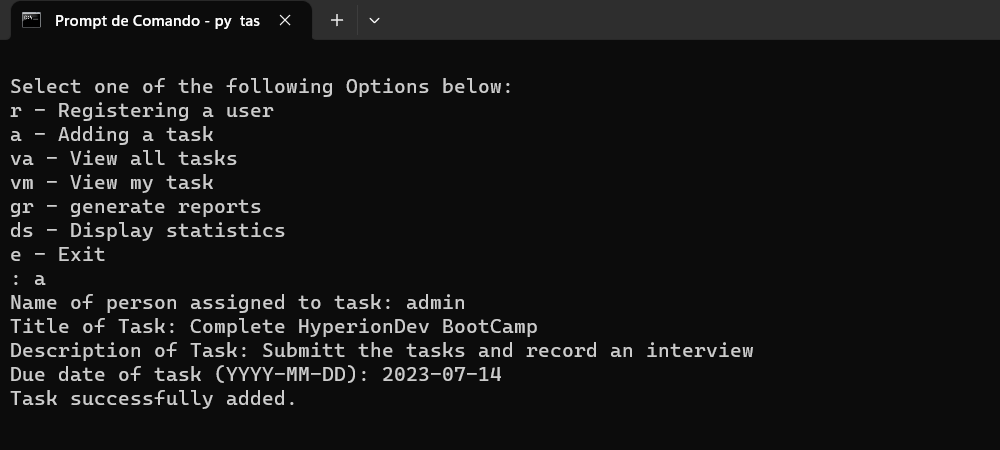 Prompt de Comando - py  tas
Select one of the following Options below:
r - Registering a user
a - Adding a task
va - View all tasks
vm - View my task
gr - generate reports
ds - Display statistics
e - Exit
: a
Name of person assigned to task: admin
Title of Task: Complete HyperionDev BootCamp
Description of Task: Submitt the tasks and record an interview
Due date of task (YYYY-MM-DD): 2023-07-14
Task successfully added.